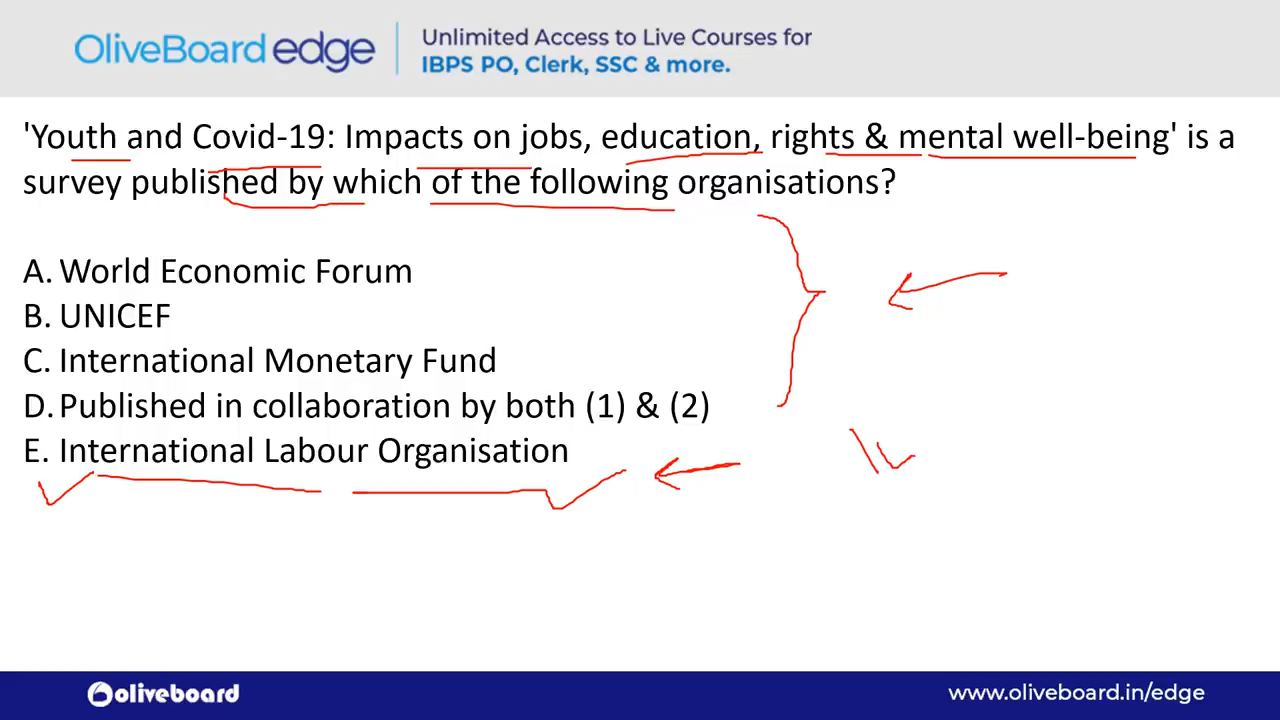 OliveBoard edge
Unlimited Access to Live Courses for
IBPS PO, Clerk, SSC & more.
'Youth and Covid-19: Impacts on jobs, education, rights & mental well-being' is a
survey published by which of the following organisations?
A. World Economic Forum
B. UNICEF
C. International Monetary Fund
D. Published in collaboration by both (1) & (2)
E. International Labour Organisation
oliveboard
www.oliveboard.in/edge